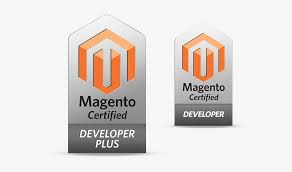 Magento
Certified
DEVELOPER
PLUS
Magento
Certified
DEVELOPER